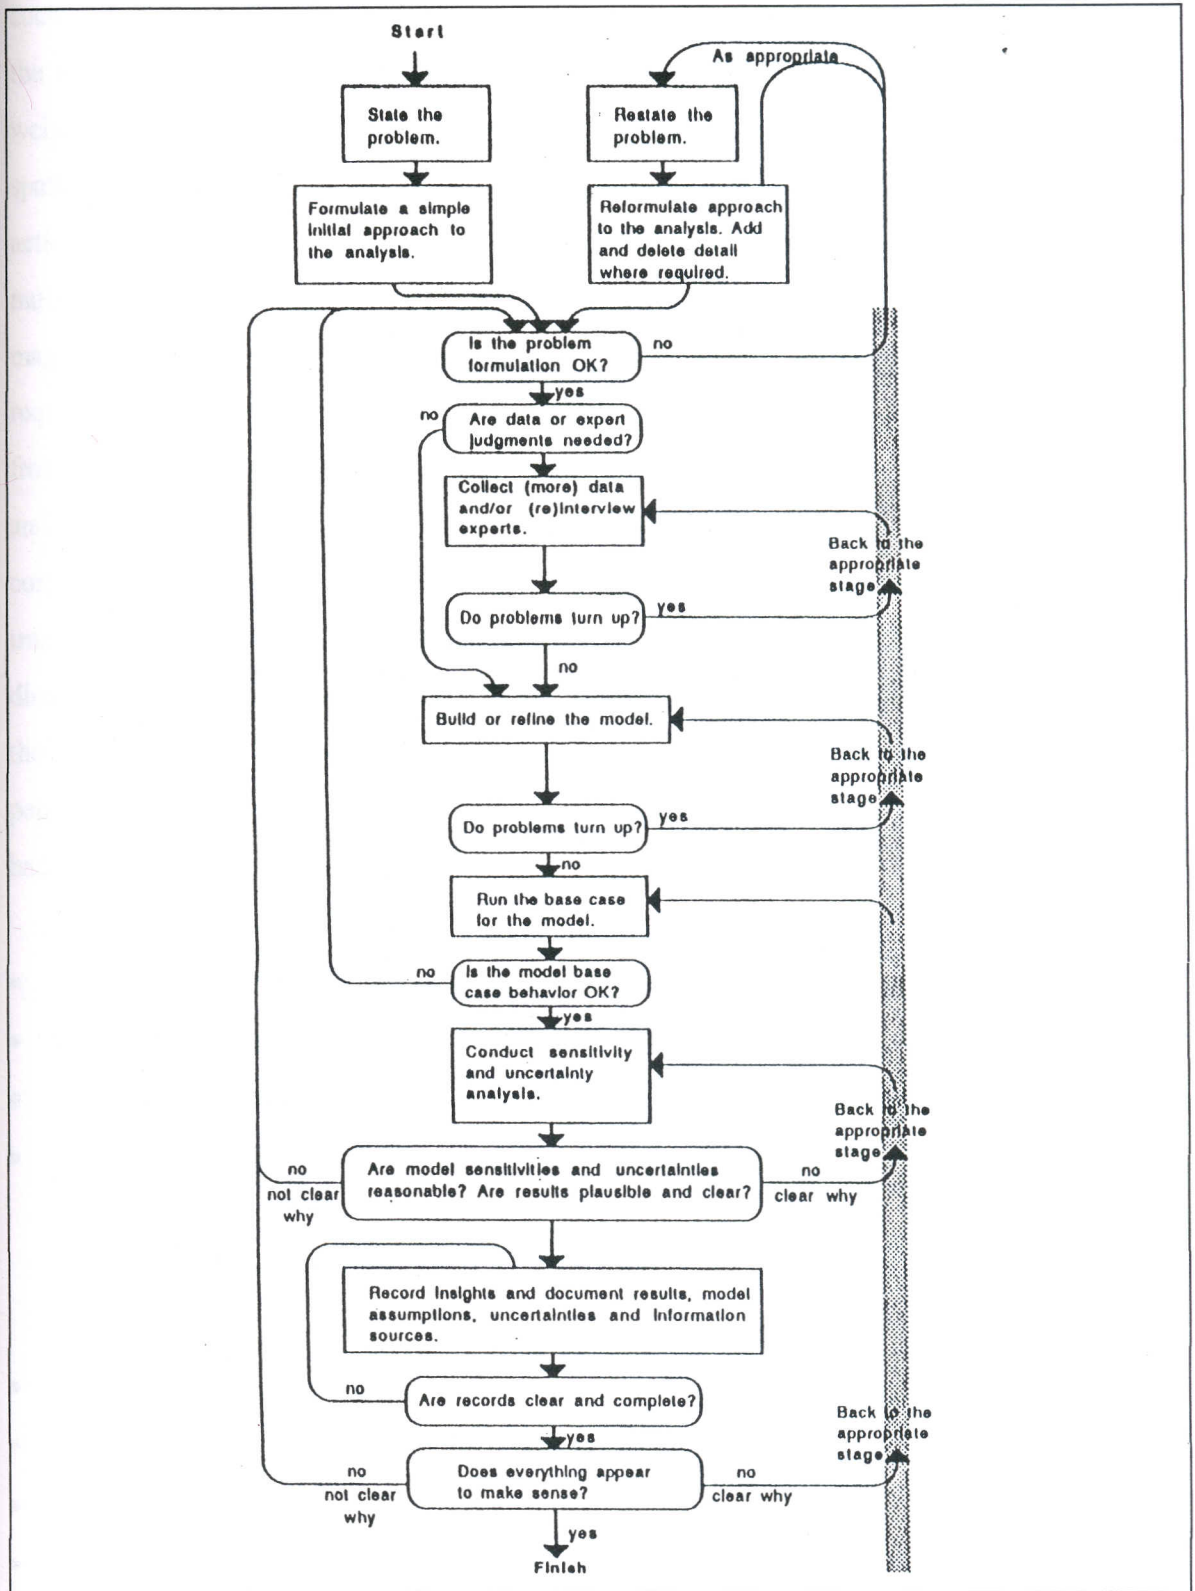 Start
As appropriate
State the
problem.
Restate the
problem.
Formulate a simple
initial approach to
the analysis.
Reformulate approach
to the analysis. Add
and delete detail
where required.
Is the problem
formulation OK?
no
yes
no
Are data or expert
judgments needed?
Collect (more) data
and/or (re)interview
experts.
Back to the
appropriate
stage
Do problems turn up?
yes
no
Build or refine the model.
Back to the
appropriate
stage
Do problems turn up?
yes
no
Run the base case
for the model.
no
Is the model base
case behavior OK?
yes
Conduct sensitivity
and uncertainty
analysis.
Back to the
appropriate
stage
no
not clear
why
Are model sensitivities and uncertainties
reasonable? Are results plausible and clear?
no
clear why
Record insights and document results, model
assumptions, uncertainties and information
sources.
no
Are records clear and complete?
yes
Back to the
appropriate
stage
no
not clear
why
Does everything appear
to make sense?
no
clear why
yes
Finish